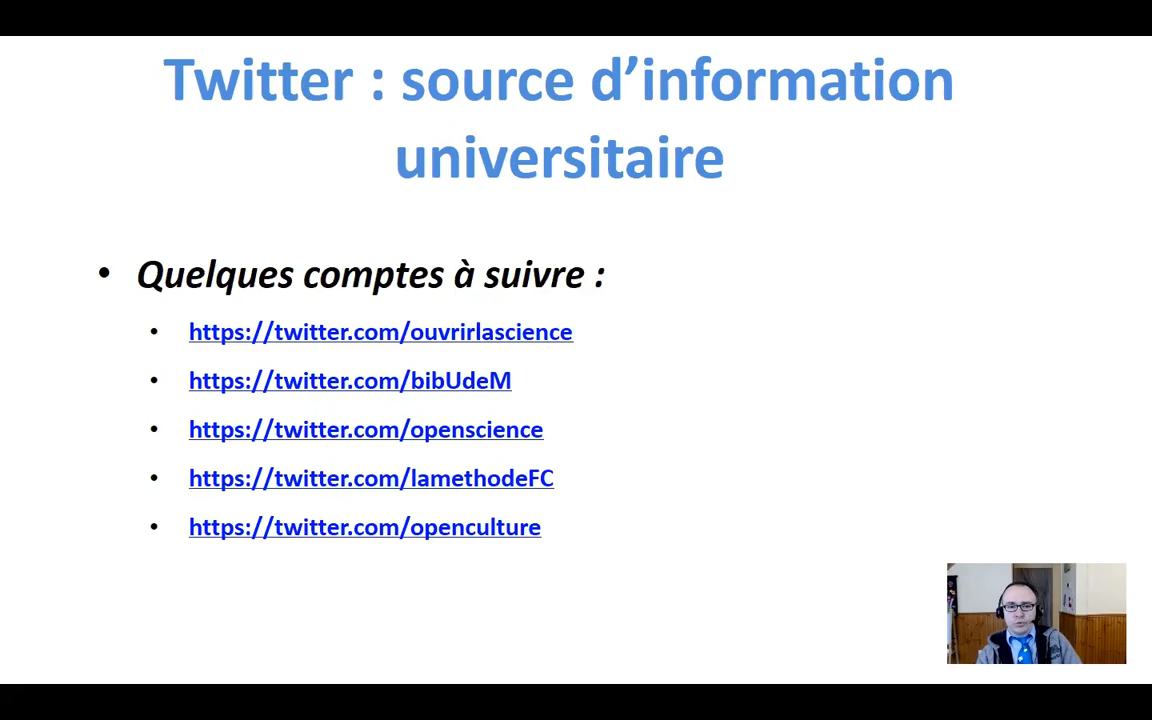 Twitter : source d’information
universitaire
• Quelques comptes à suivre :
• https://twitter.com/ouvrirlascience
• https://twitter.com/bibUdeM
• https://twitter.com/openscience
• https://twitter.com/lamethodeFC
• https://twitter.com/openculture